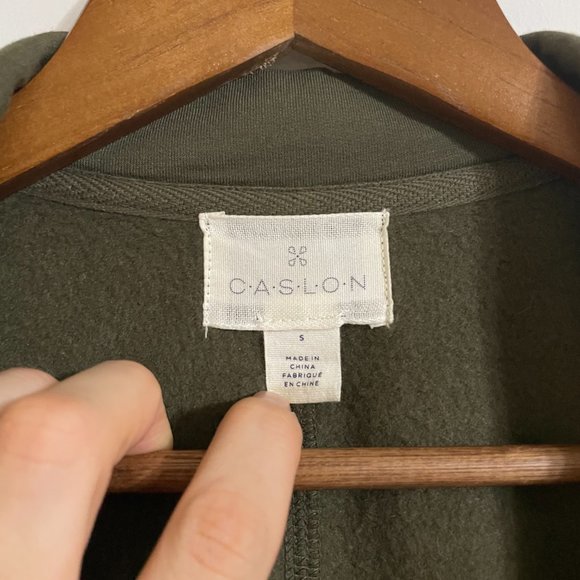 C·A·S·L·O·N
S
MADE IN
CHINA
FABRIQUÉ
EN CHINE